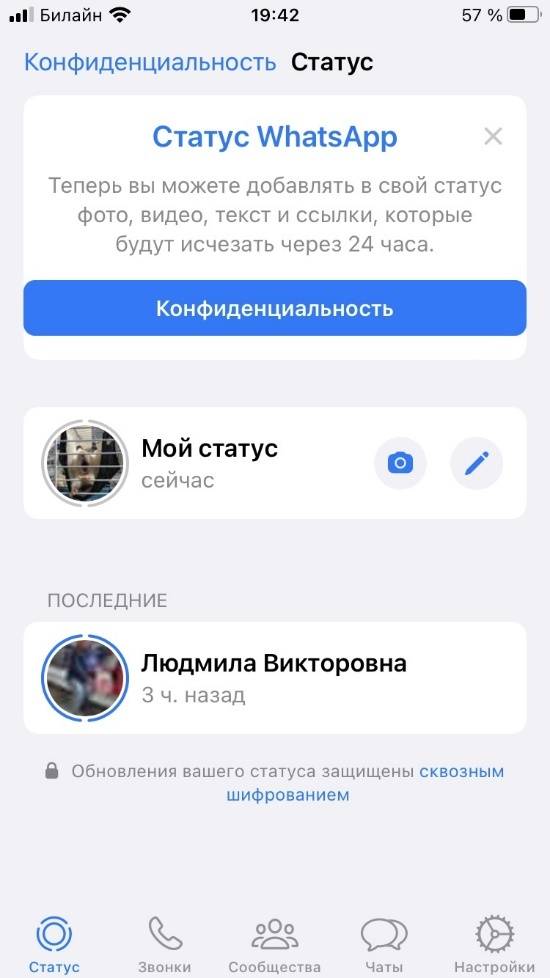 Билайн 19:42 57 %
Конфиденциальность Статус
Статус WhatsApp
Теперь вы можете добавлять в свой статус
фото, видео, текст и ссылки, которые
будут исчезать через 24 часа.
Конфиденциальность
Мой статус
сейчас
ПОСЛЕДНИЕ
Людмила Викторовна
3 ч. назад
Обновления вашего статуса защищены сквозным
шифрованием
Статус Звонки Сообщества Чаты Настройки